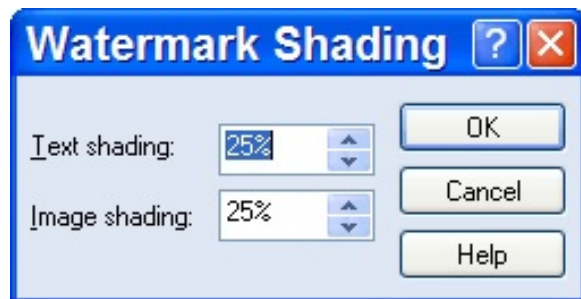 Watermark Shading ?
Text shading: 25%
OK
Image shading: 25%
Cancel
Help